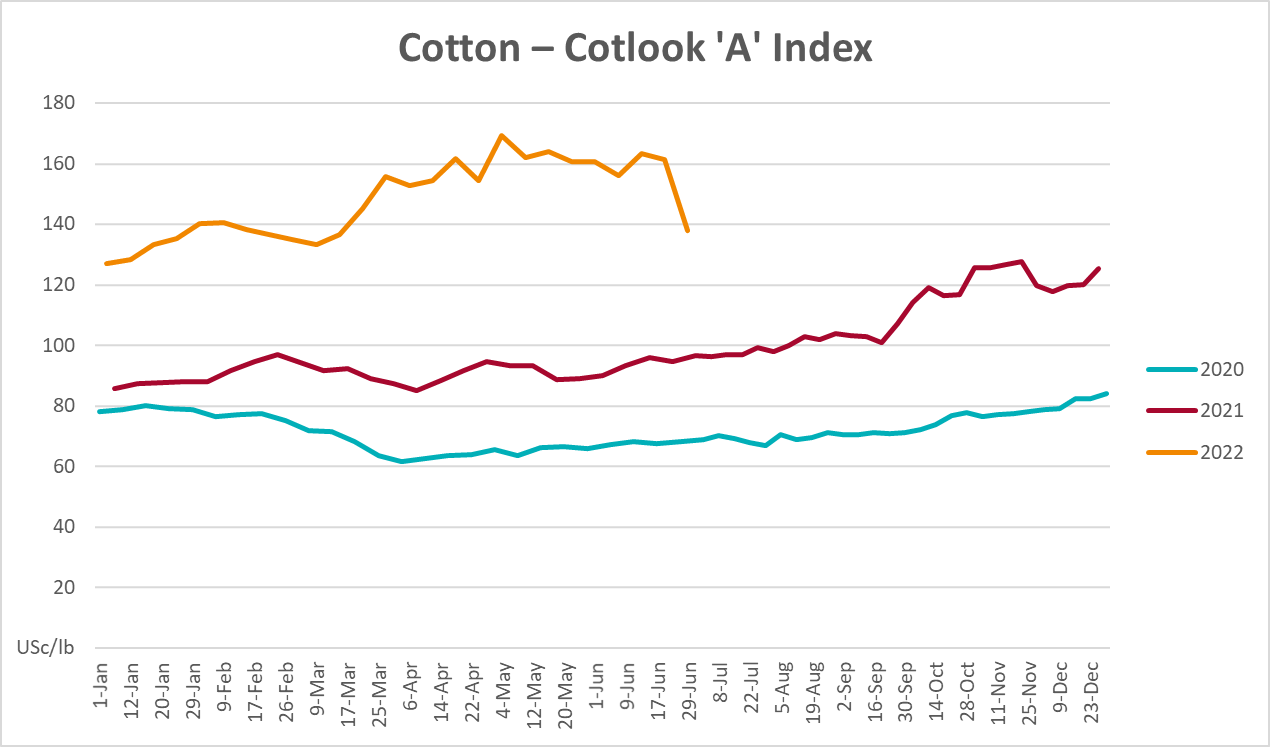 Cotton – Cotlook 'A' Index
180
160
140
120
100
80
60
40
20
USc/lb
1-Jan
12-Jan
20-Jan
29-Jan
9-Feb
17-Feb
26-Feb
9-Mar
17-Mar
25-Mar
6-Apr
14-Apr
22-Apr
4-May
12-May
20-May
1-Jun
9-Jun
17-Jun
29-Jun
8-Jul
22-Jul
5-Aug
19-Aug
2-Sep
16-Sep
30-Sep
14-Oct
28-Oct
11-Nov
25-Nov
9-Dec
23-Dec
2020
2021
2022